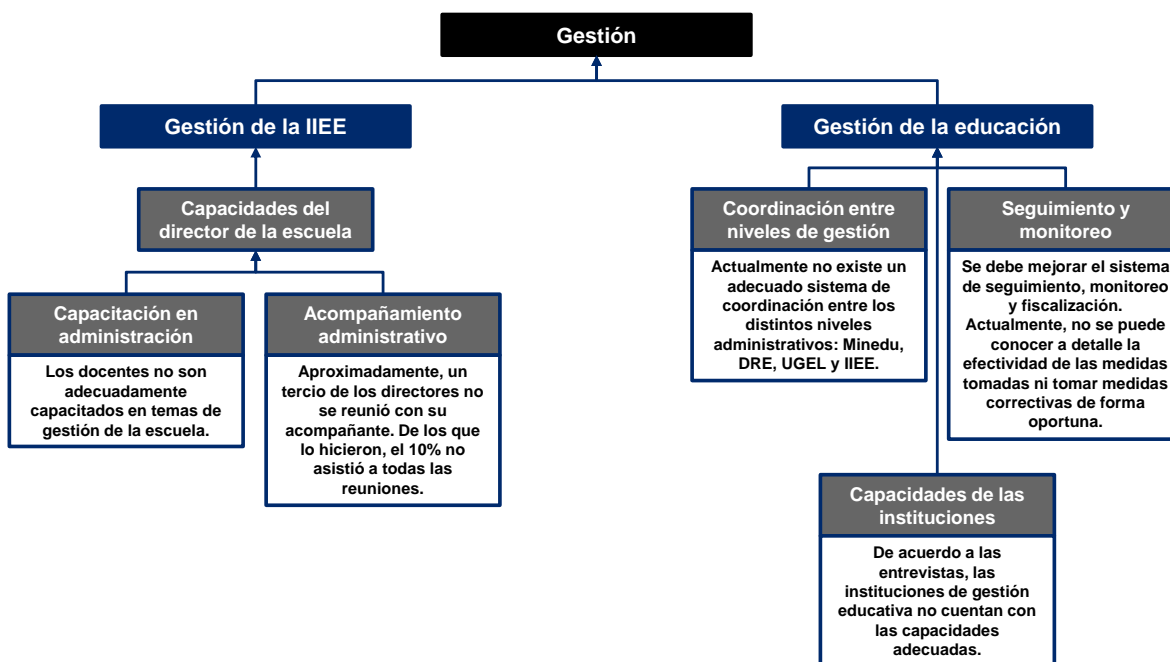 Gestión
Gestión de la IIEE
Gestión de la educación
Capacidades del
director de la escuela
Capacitación en
administración
Los docentes no son
adecuadamente
capacitados en temas de
gestión de la escuela.
Acompañamiento
administrativo
Aproximadamente, un
tercio de los directores no
se reunió con su
acompañante. De los que
lo hicieron, el 10% no
asistió a todas las
reuniones.
Coordinación entre
niveles de gestión
Actualmente no existe un
adecuado sistema de
coordinación entre los
distintos niveles
administrativos: Minedu,
DRE, UGEL y IIEE.
Seguimiento y
monitoreo
Se debe mejorar el sistema
de seguimiento, monitoreo
y fiscalización.
Actualmente, no se puede
conocer a detalle la
efectividad de las medidas
tomadas ni tomar medidas
correctivas de forma
oportuna.
Capacidades de las
instituciones
De acuerdo a las
entrevistas, las
instituciones de gestión
educativa no cuentan con
las capacidades
adecuadas.